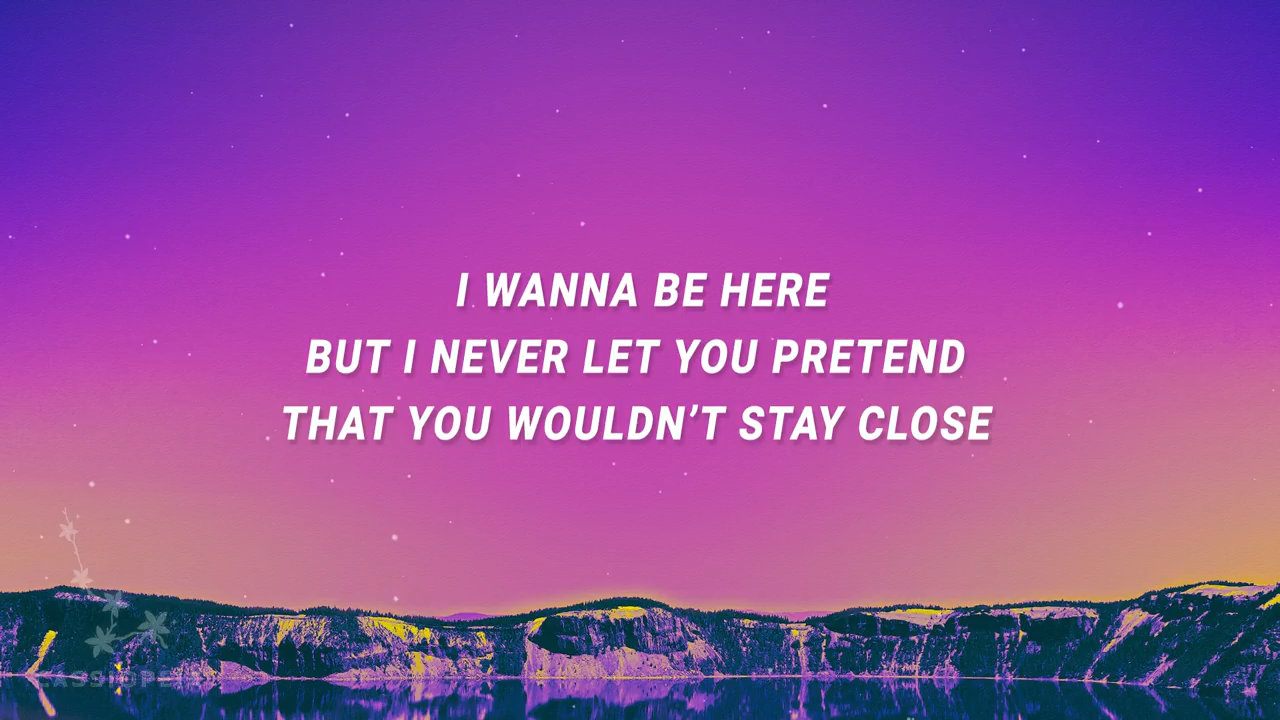 I WANNA BE HERE
BUT I NEVER LET YOU PRETEND
THAT YOU WOULDN'T STAY CLOSE